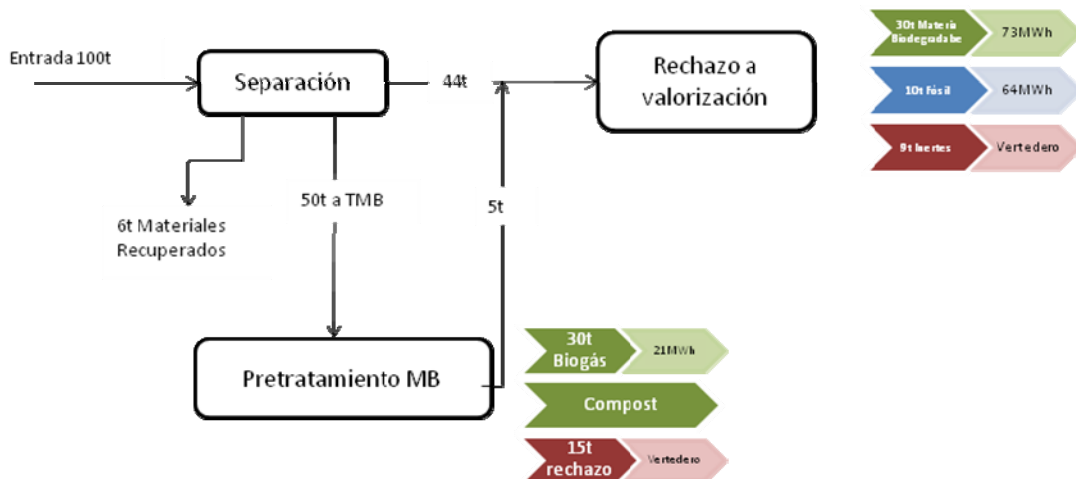 Entrada 100t
Separación
44t
Rechazo a
valorización
30t Materia
Biodegradabe
73MWh
10t Fósil
64MWh
9t Inertes
Vertedero
6t Materiales
Recuperados
50t a TMB
5t
Pretratamiento MB
30t
Biogás
21MWh
Compost
15t
rechazo
Vertedero